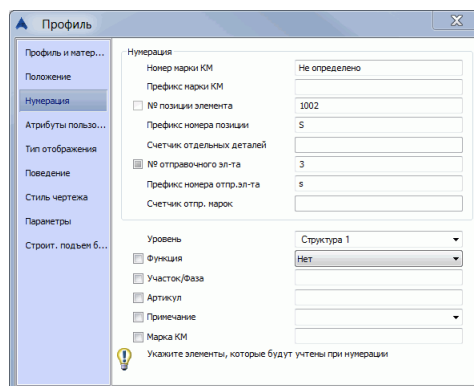 Профиль
Профиль и матер...
Положение
Нумерация
Атрибуты пользо...
Тип отображения
Поведение
Стиль чертежа
Параметры
Строит. подъем б...
Нумерация
Номер марки КМ Не определено
Префикс марки КМ
№ позиции элемента 1002
Префикс номера позиции S
Счетчик отдельных деталей
№ отправочного эл-та 3
Префикс номера отпр.эл-та s
Счетчик отпр. марок
Уровень Структура 1
Функция Нет
Участок/Фаза
Артикул
Примечание
Марка КМ
Укажите элементы, которые будут учтены при нумерации